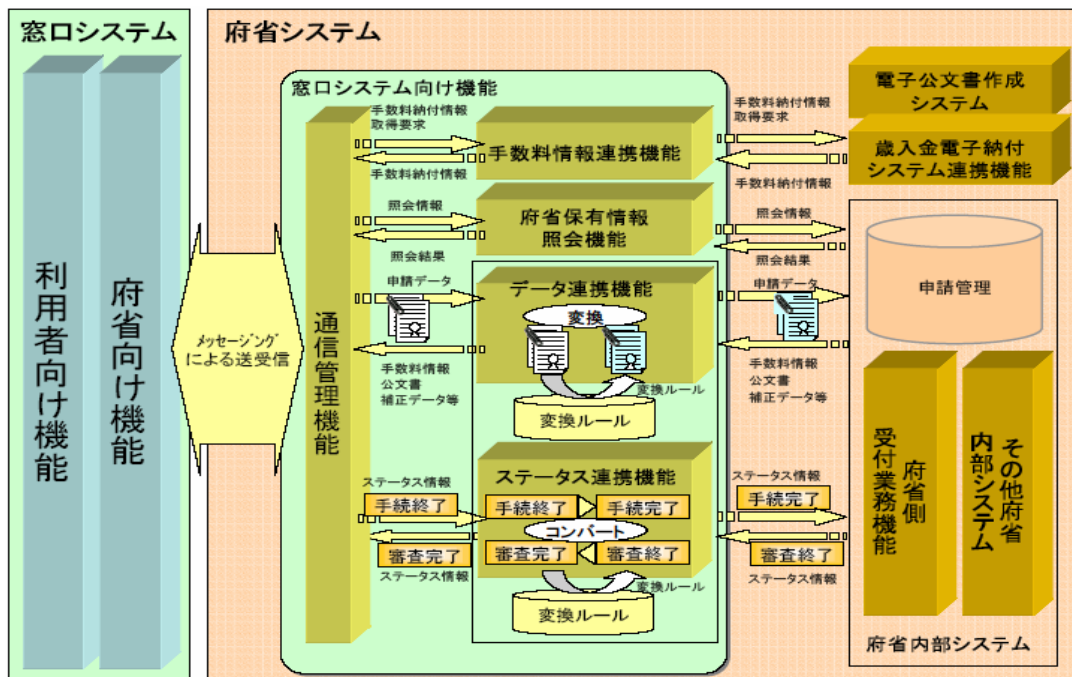 窓口システム
利用者向け機能
府省向け機能
メッセージング
による送受信
府省システム
窓口システム向け機能
通信管理機能
手数料納付情報
取得要求
手数料納付情報
手数料情報連携機能
手数料納付情報
取得要求
手数料納付情報
照会情報
照会結果
府省保有情報
照会機能
照会情報
照会結果
申請データ
手数料情報
公文書
補正データ等
データ連携機能
変換
変換ルール
変換ルール
申請データ
手数料情報
公文書
補正データ等
ステータス情報
手続終了
審査完了
ステータス情報
ステータス連携機能
手続終了
手続完了
コンバート
審査完了
審査終了
変換ルール
変換ルール
ステータス情報
手続完了
審査終了
ステータス情報
電子公文書作成
システム
歳入金電子納付
システム連携機能
申請管理
府省側
受付業務機能
その他府省
内部システム
府省内部システム